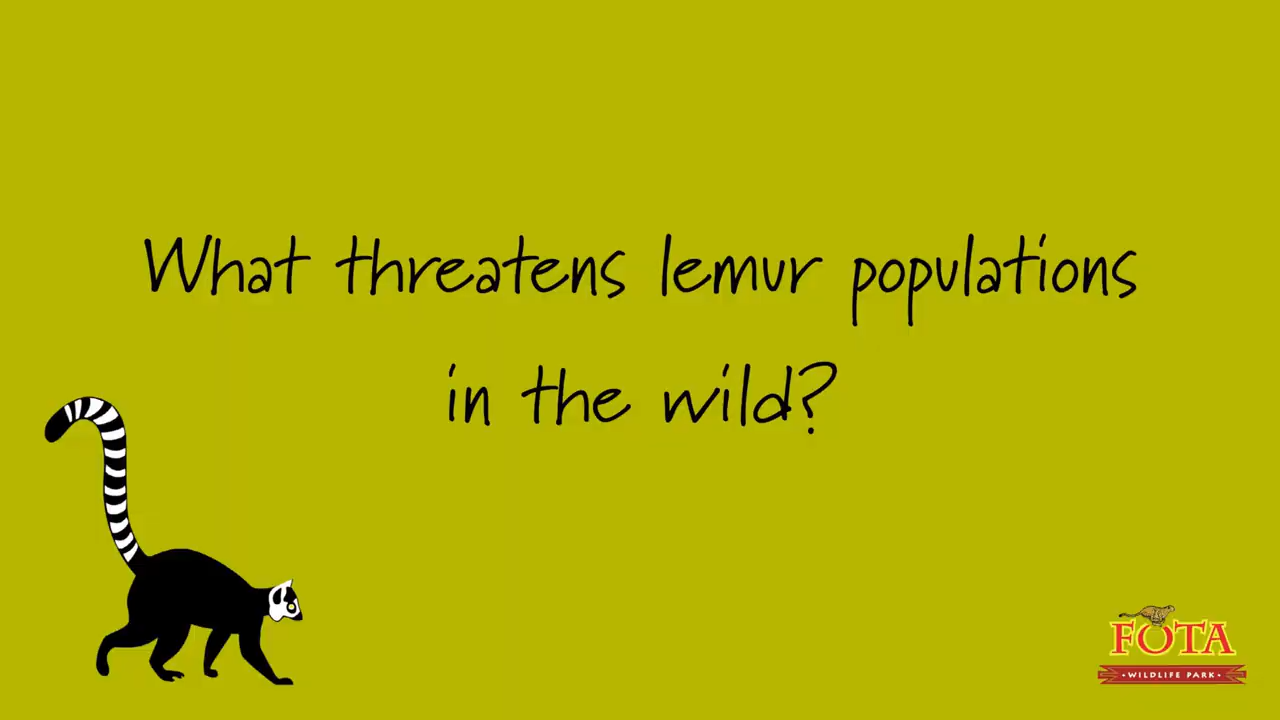 What threatens lemur populations
in the wild?
FOTA
·WILDLIFE PARK·